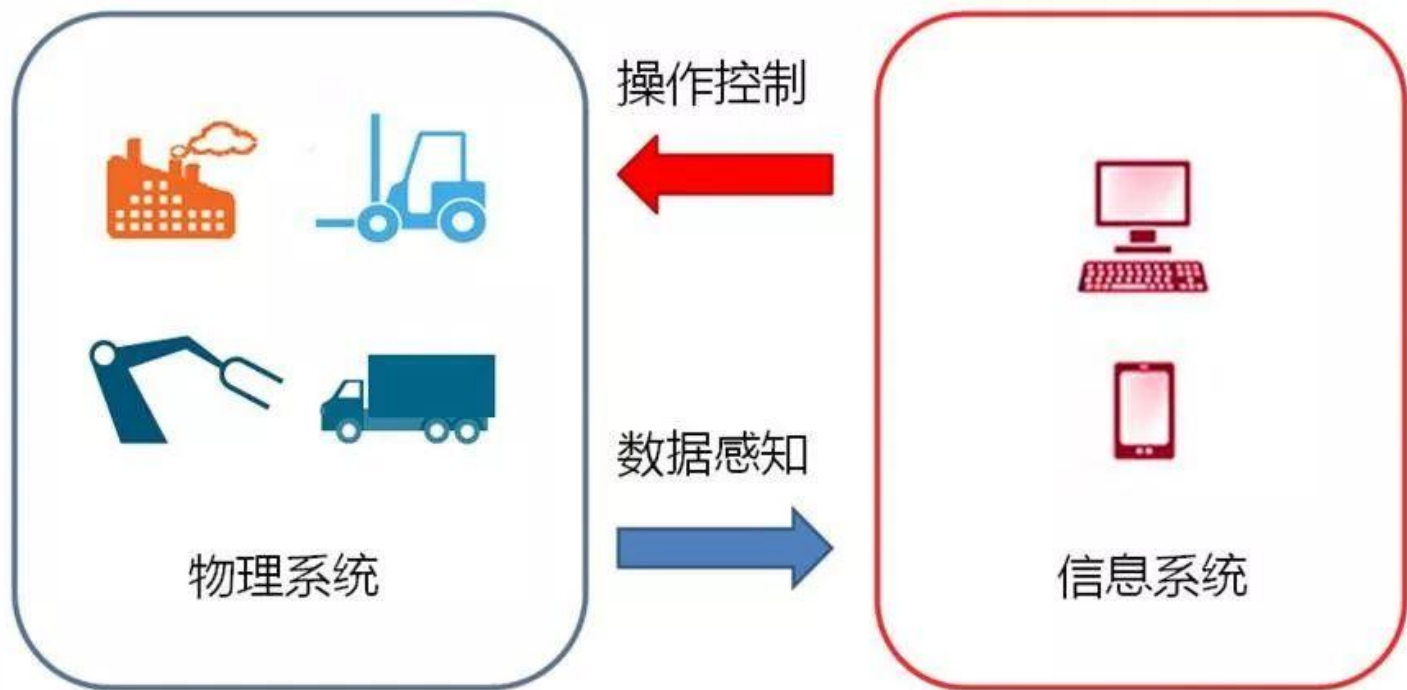 操作控制
数据感知
物理系统
信息系统